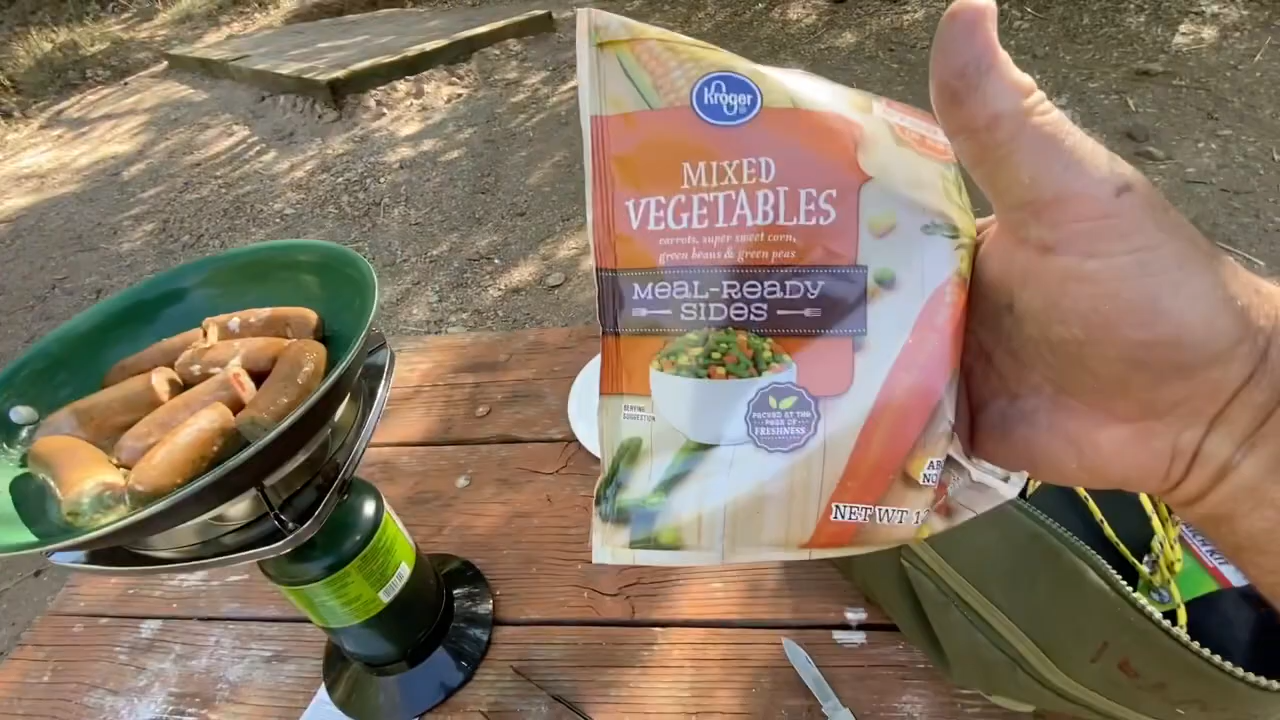 Kroger
MIXED
VEGETABLES
carrots, super sweet corn,
green beans & green peas
MEAL-READY
SIDES
SERVING
SUGGESTION
PACKED AT THE
PEAK OF
FRESHNESS
NET WT 12